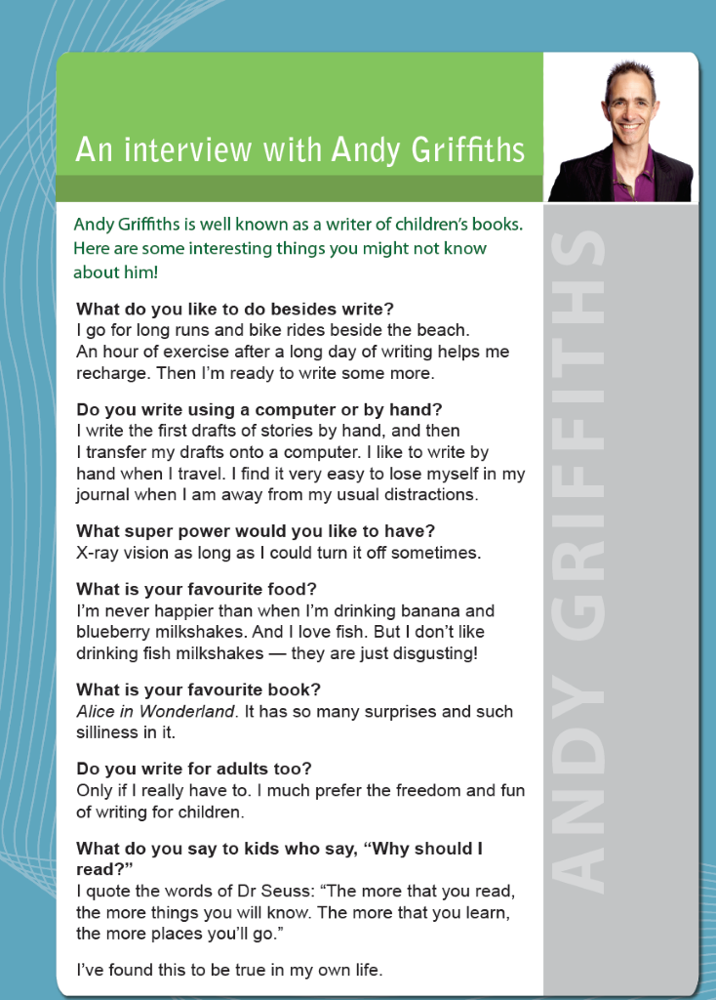 An interview with Andy Griffiths
Andy Griffiths is well known as a writer of children's books.
Here are some interesting things you might not know
about him!
What do you like to do besides write?
I go for long runs and bike rides beside the beach.
An hour of exercise after a long day of writing helps me
recharge. Then I'm ready to write some more.
Do you write using a computer or by hand?
I write the first drafts of stories by hand, and then
I transfer my drafts onto a computer. I like to write by
hand when I travel. I find it very easy to lose myself in my
journal when I am away from my usual distractions.
What super power would you like to have?
X-ray vision as long as I could turn it off sometimes.
What is your favourite food?
I'm never happier than when I'm drinking banana and
blueberry milkshakes. And I love fish. But I don't like
drinking fish milkshakes — they are just disgusting!
What is your favourite book?
Alice in Wonderland. It has so many surprises and such
silliness in it.
Do you write for adults too?
Only if I really have to. I much prefer the freedom and fun
of writing for children.
What do you say to kids who say, “Why should I
read?”
I quote the words of Dr Seuss: “The more that you read,
the more things you will know. The more that you learn,
the more places you'll go.”
I've found this to be true in my own life.
ANDY GRIFFITHS